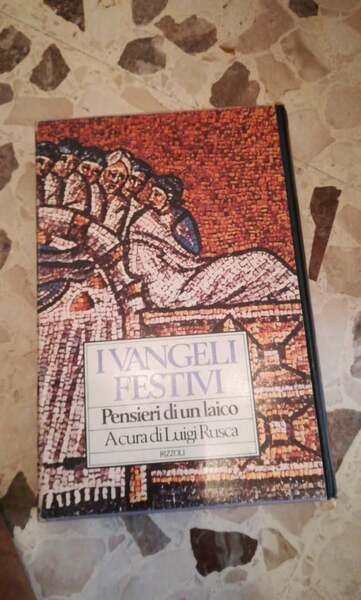 I VANGELI
FESTIVI
Pensieri di un laico
A cura di Luigi Rusca
RIZZOLI